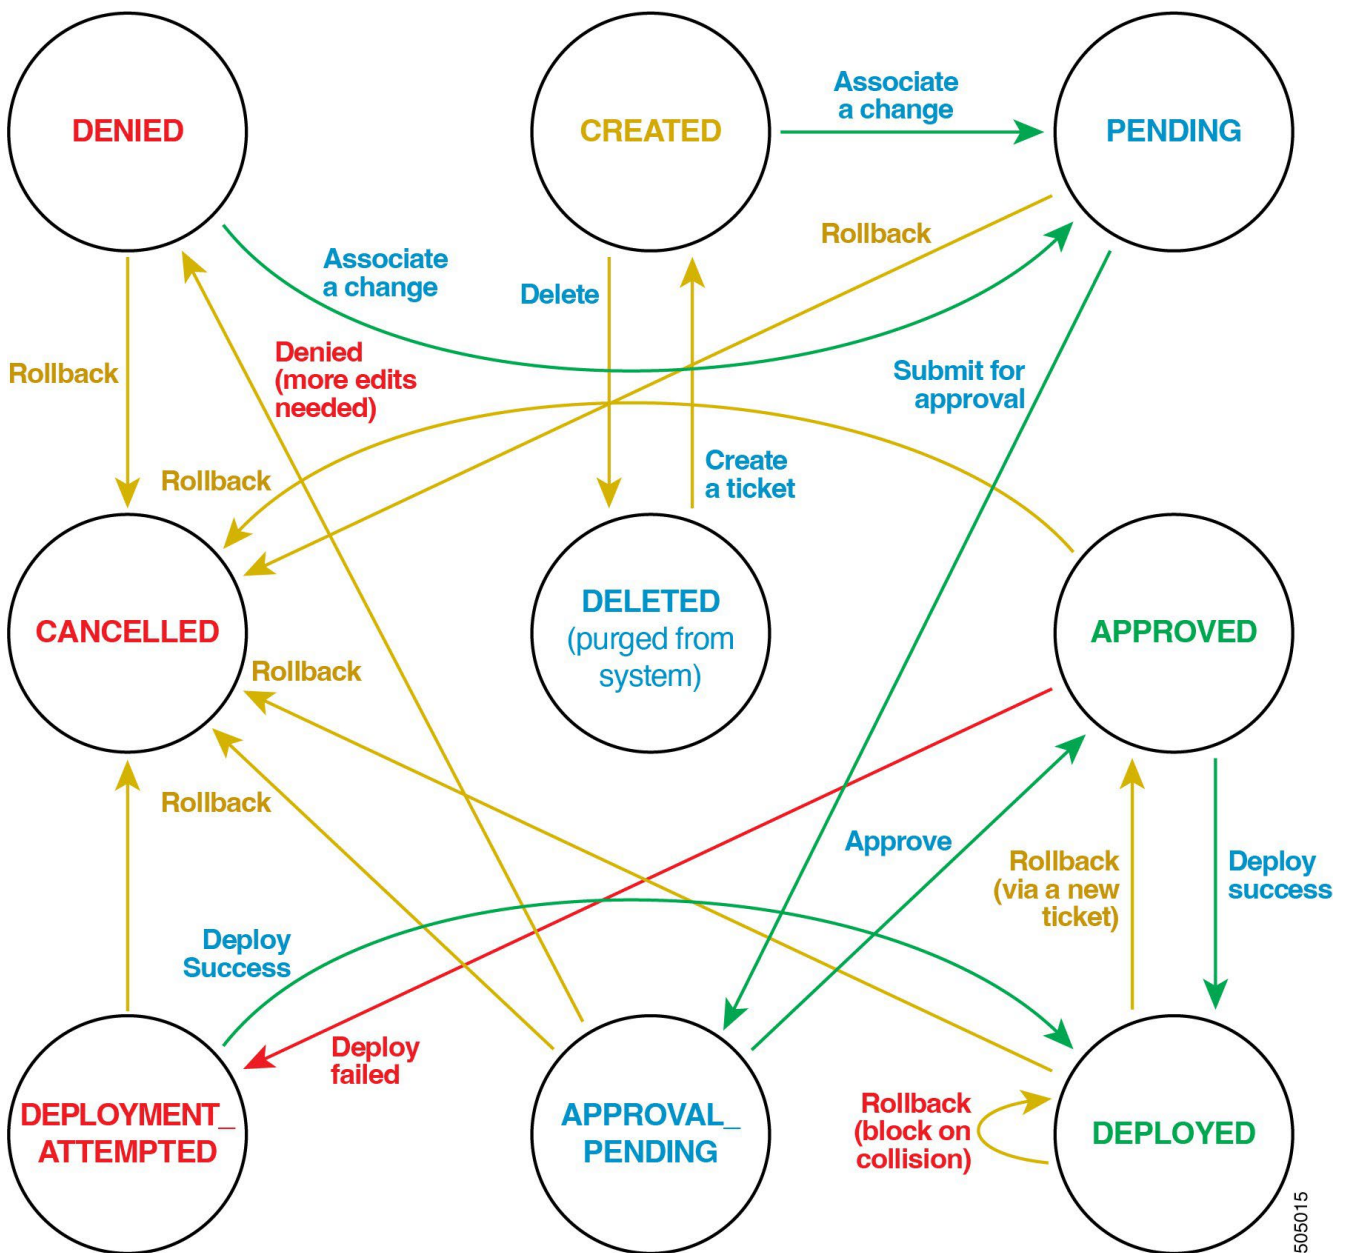 DENIED
CREATED
Associate
a change
PENDING
Associate
a change
Rollback
Delete
Rollback
Denied
(more edits
needed)
Submit for
approval
Rollback
Create
a ticket
CANCELLED
DELETED
(purged from
system)
APPROVED
Rollback
Rollback
Approve
Rollback
(via a new
ticket)
Deploy
success
Deploy
Success
Deploy
failed
DEPLOYMENT_
ATTEMPTED
APPROVAL_
PENDING
Rollback
(block on
collision)
DEPLOYED
505015